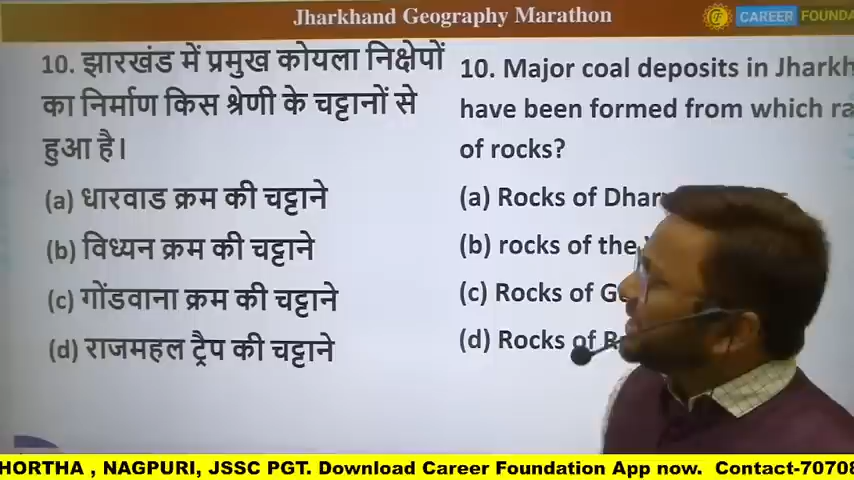 Jharkhand Geography Marathon
CAREER FOUNDA
10. झारखंड में प्रमुख कोयला निक्षेपों
का निर्माण किस श्रेणी के चट्टानों से
हुआ है।
(a) धारवाड क्रम की चट्टाने
(b) विध्यन क्रम की चट्टाने
(c) गोंडवाना क्रम की चट्टाने
(d) राजमहल ट्रैप की चट्टाने
10. Major coal deposits in Jharkh
have been formed from which ra
of rocks?
(a) Rocks of Dhar
(b) rocks of the
(c) Rocks of G
(d) Rocks of
HORTHA , NAGPURI, JSSC PGT. Download Career Foundation App now. Contact-70708